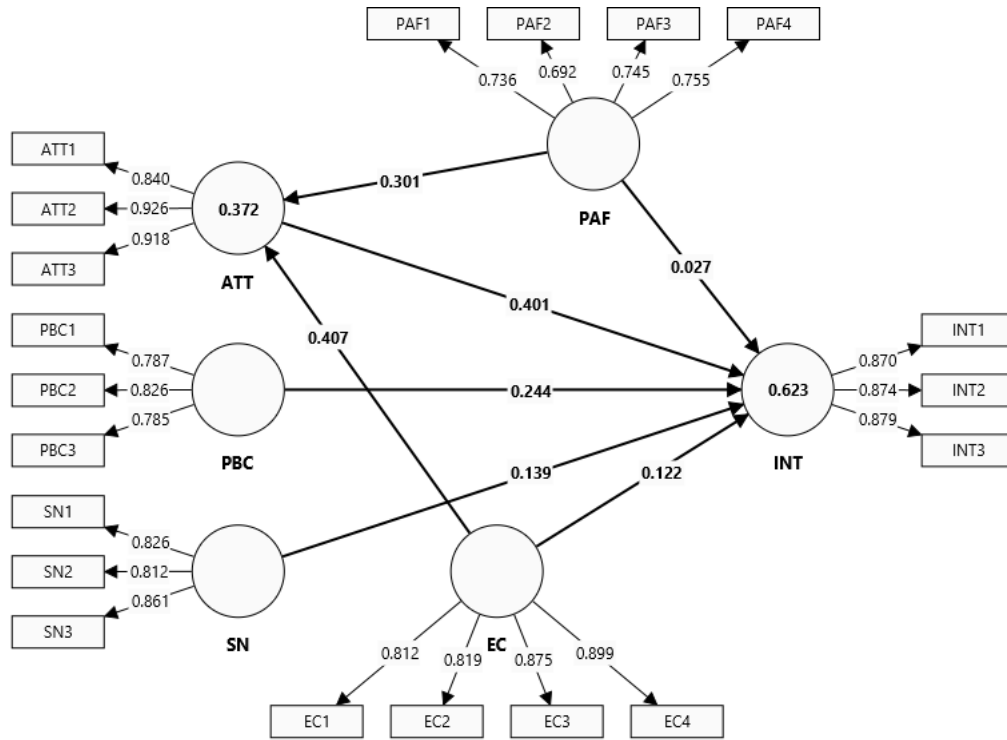 PAF1 PAF2 PAF3 PAF4
0.736 0.692 0.745 0.755
PAF
ATT1
ATT2
ATT3
0.840
0.926
0.918
0.372
ATT
0.301
0.027
0.401
0.407
PBC1
PBC2
PBC3
0.787
0.826
0.785
PBC
0.244
0.623
INT
0.870
0.874
0.879
INT1
INT2
INT3
0.139
0.122
SN1
SN2
SN3
0.826
0.812
0.861
SN
EC
0.812 0.819 0.875 0.899
EC1 EC2 EC3 EC4